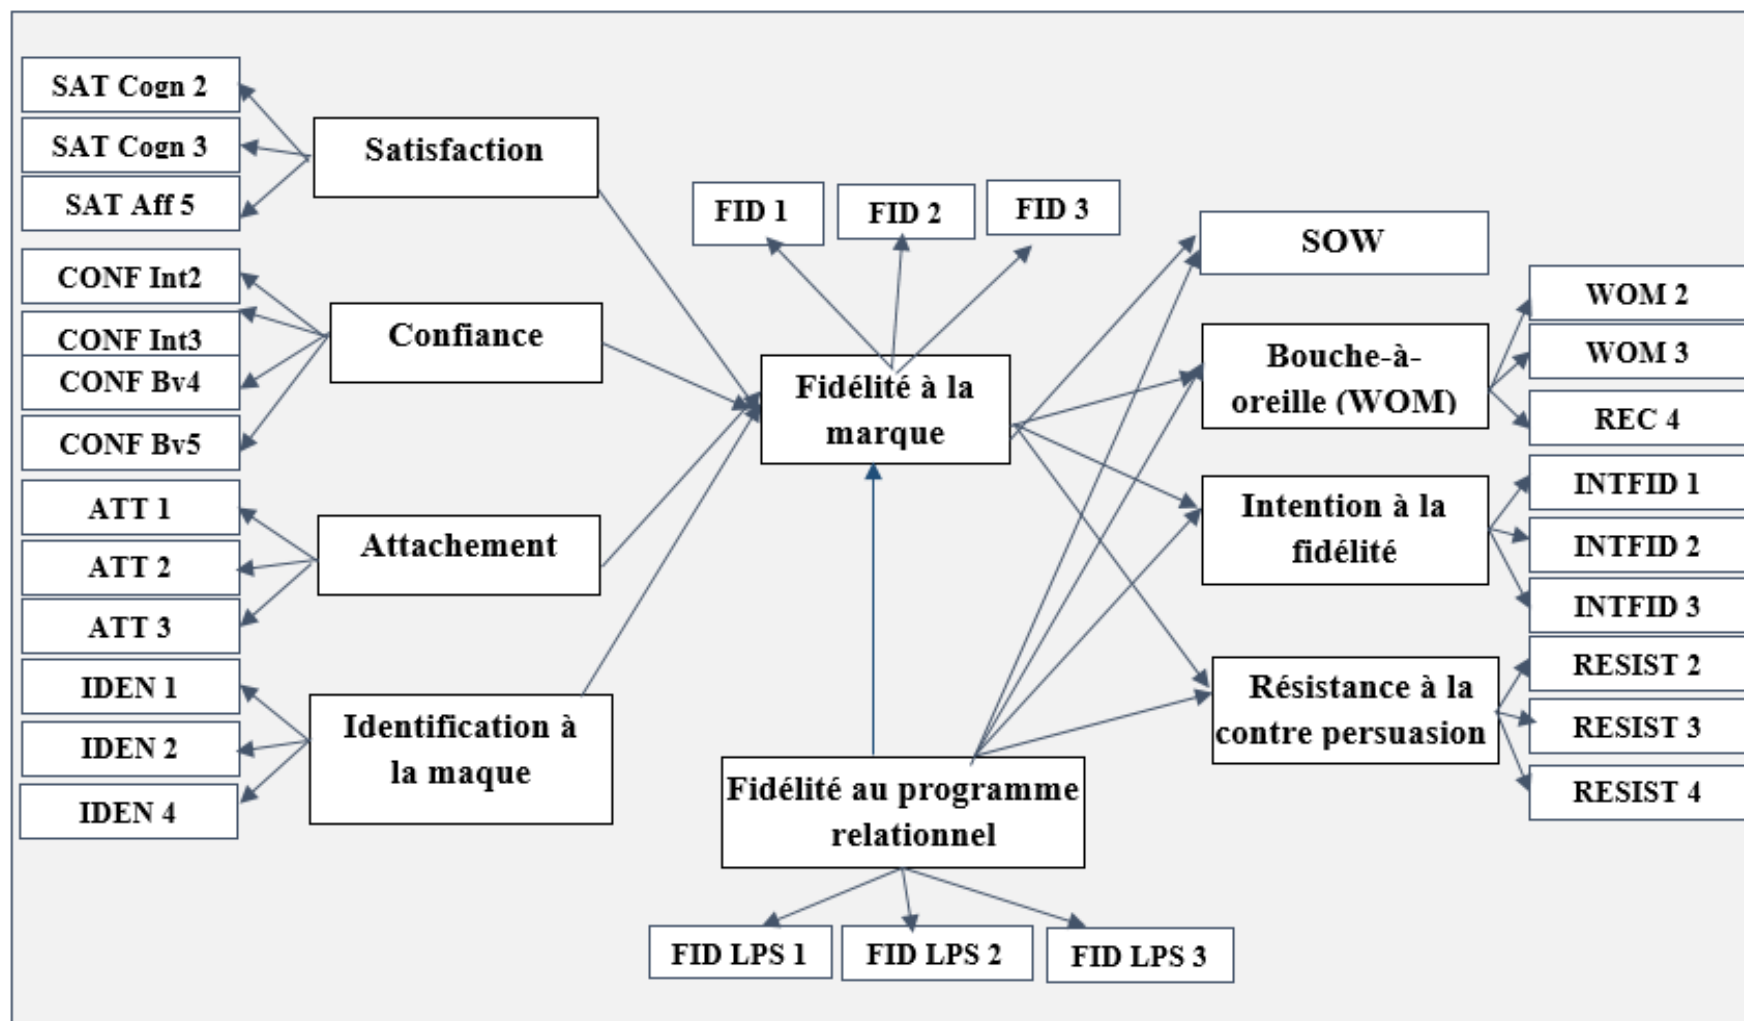 SAT Cogn 2
SAT Cogn 3
SAT Aff 5
Satisfaction
CONF Int2
CONF Int3
CONF Bv4
CONF Bv5
Confiance
ATT 1
ATT 2
ATT 3
Attachement
IDEN 1
IDEN 2
IDEN 4
Identification à
la maque
FID 1
FID 2
FID 3
Fidélité à la
marque
Fidélité au programme
relationnel
FID LPS 1
FID LPS 2
FID LPS 3
SOW
Bouche-à-
oreille (WOM)
WOM 2
WOM 3
REC 4
Intention à la
fidélité
INTFID 1
INTFID 2
INTFID 3
Résistance à la
contre persuasion
RESIST 2
RESIST 3
RESIST 4